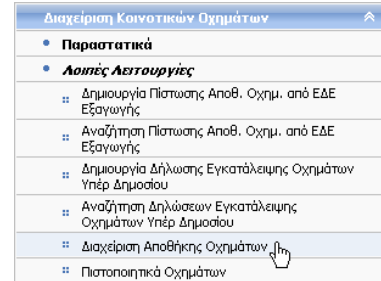 Διαχείριση Κοινοτικών Οχημάτων
Παραστατικά
Λοιπές Λειτουργίες
Δημιουργία Πίστωσης Αποθ. Οχημ. από ΕΔΕ
Εξαγωγής
Αναζήτηση Πίστωσης Αποθ. Οχημ. από ΕΔΕ
Εξαγωγής
Δημιουργία Δήλωσης Εγκατάλειψης Οχημάτων
Υπέρ Δημοσίου
Αναζήτηση Δηλώσεων Εγκατάλειψης
Οχημάτων Υπέρ Δημοσίου
Διαχείριση Αποθήκης Οχημάτων
Πιστοποιητικά Οχημάτων